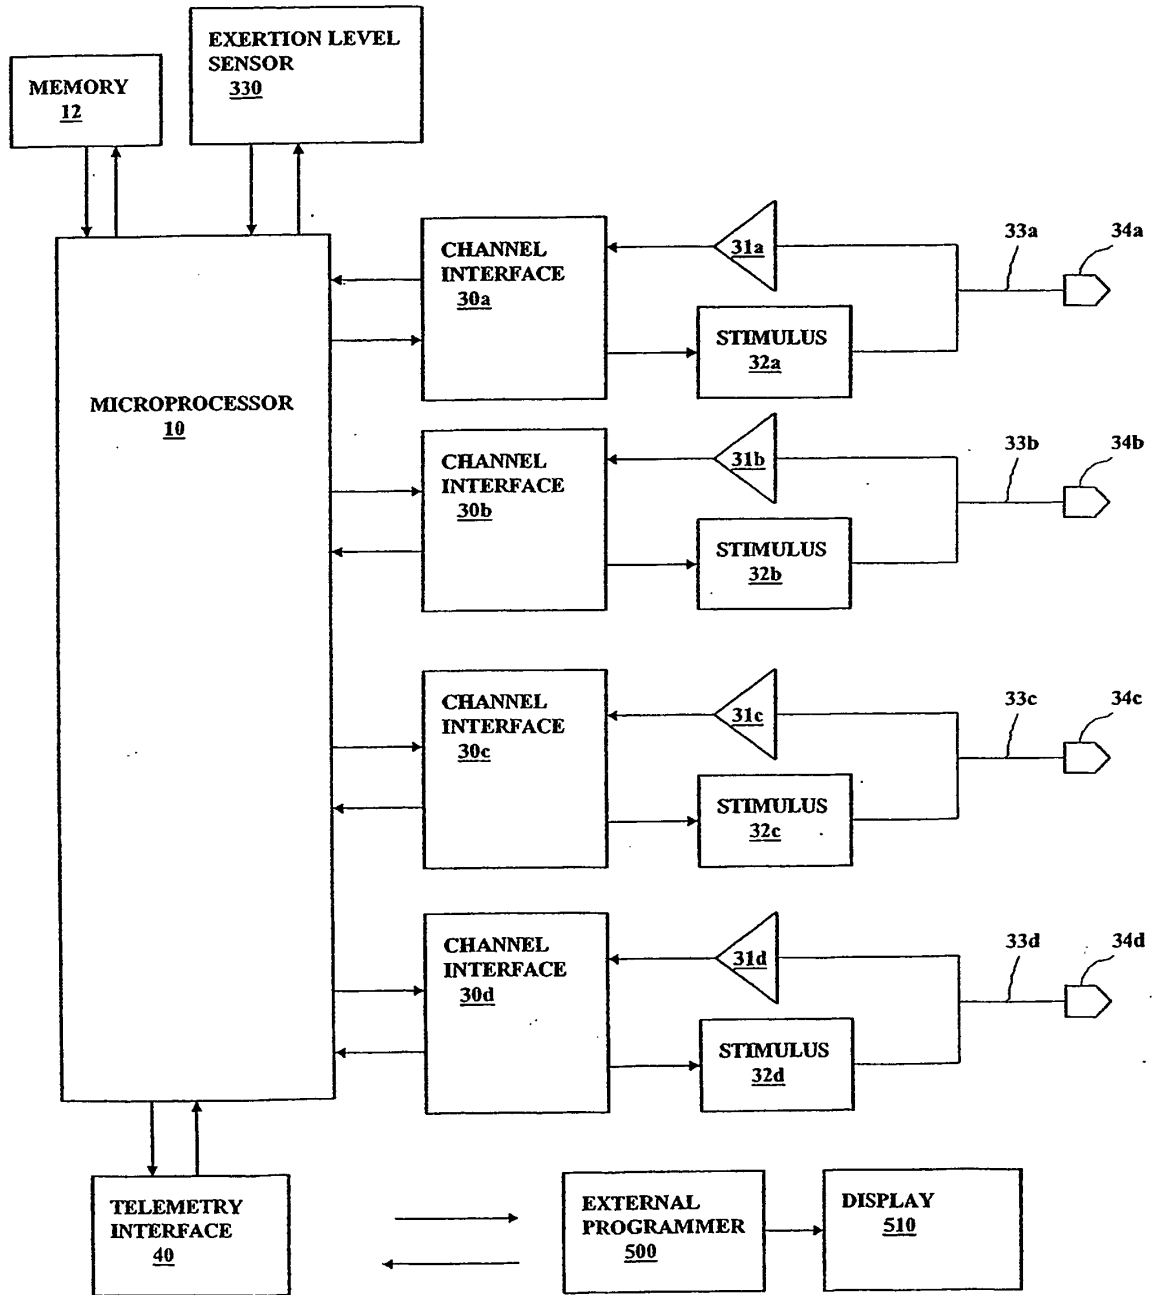 EXERTION LEVEL
SENSOR
330
MEMORY
12
CHANNEL
INTERFACE
30a
31a
STIMULUS
32a
33a
34a
MICROPROCESSOR
10
CHANNEL
INTERFACE
30b
31b
STIMULUS
32b
33b
34b
CHANNEL
INTERFACE
30c
31c
STIMULUS
32c
33c
34c
CHANNEL
INTERFACE
30d
31d
STIMULUS
32d
33d
34d
TELEMETRY
INTERFACE
40
EXTERNAL
PROGRAMMER
500
DISPLAY
510